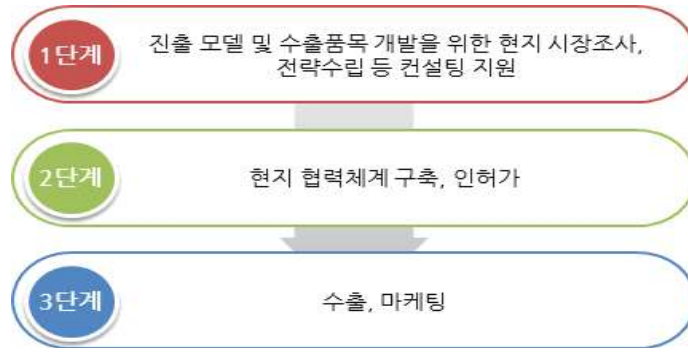 1단계
진출 모델 및 수출품목 개발을 위한 현지 시장조사,
전략수립 등 컨설팅 지원
2단계
현지 협력체계 구축, 인허가
3단계
수출, 마케팅